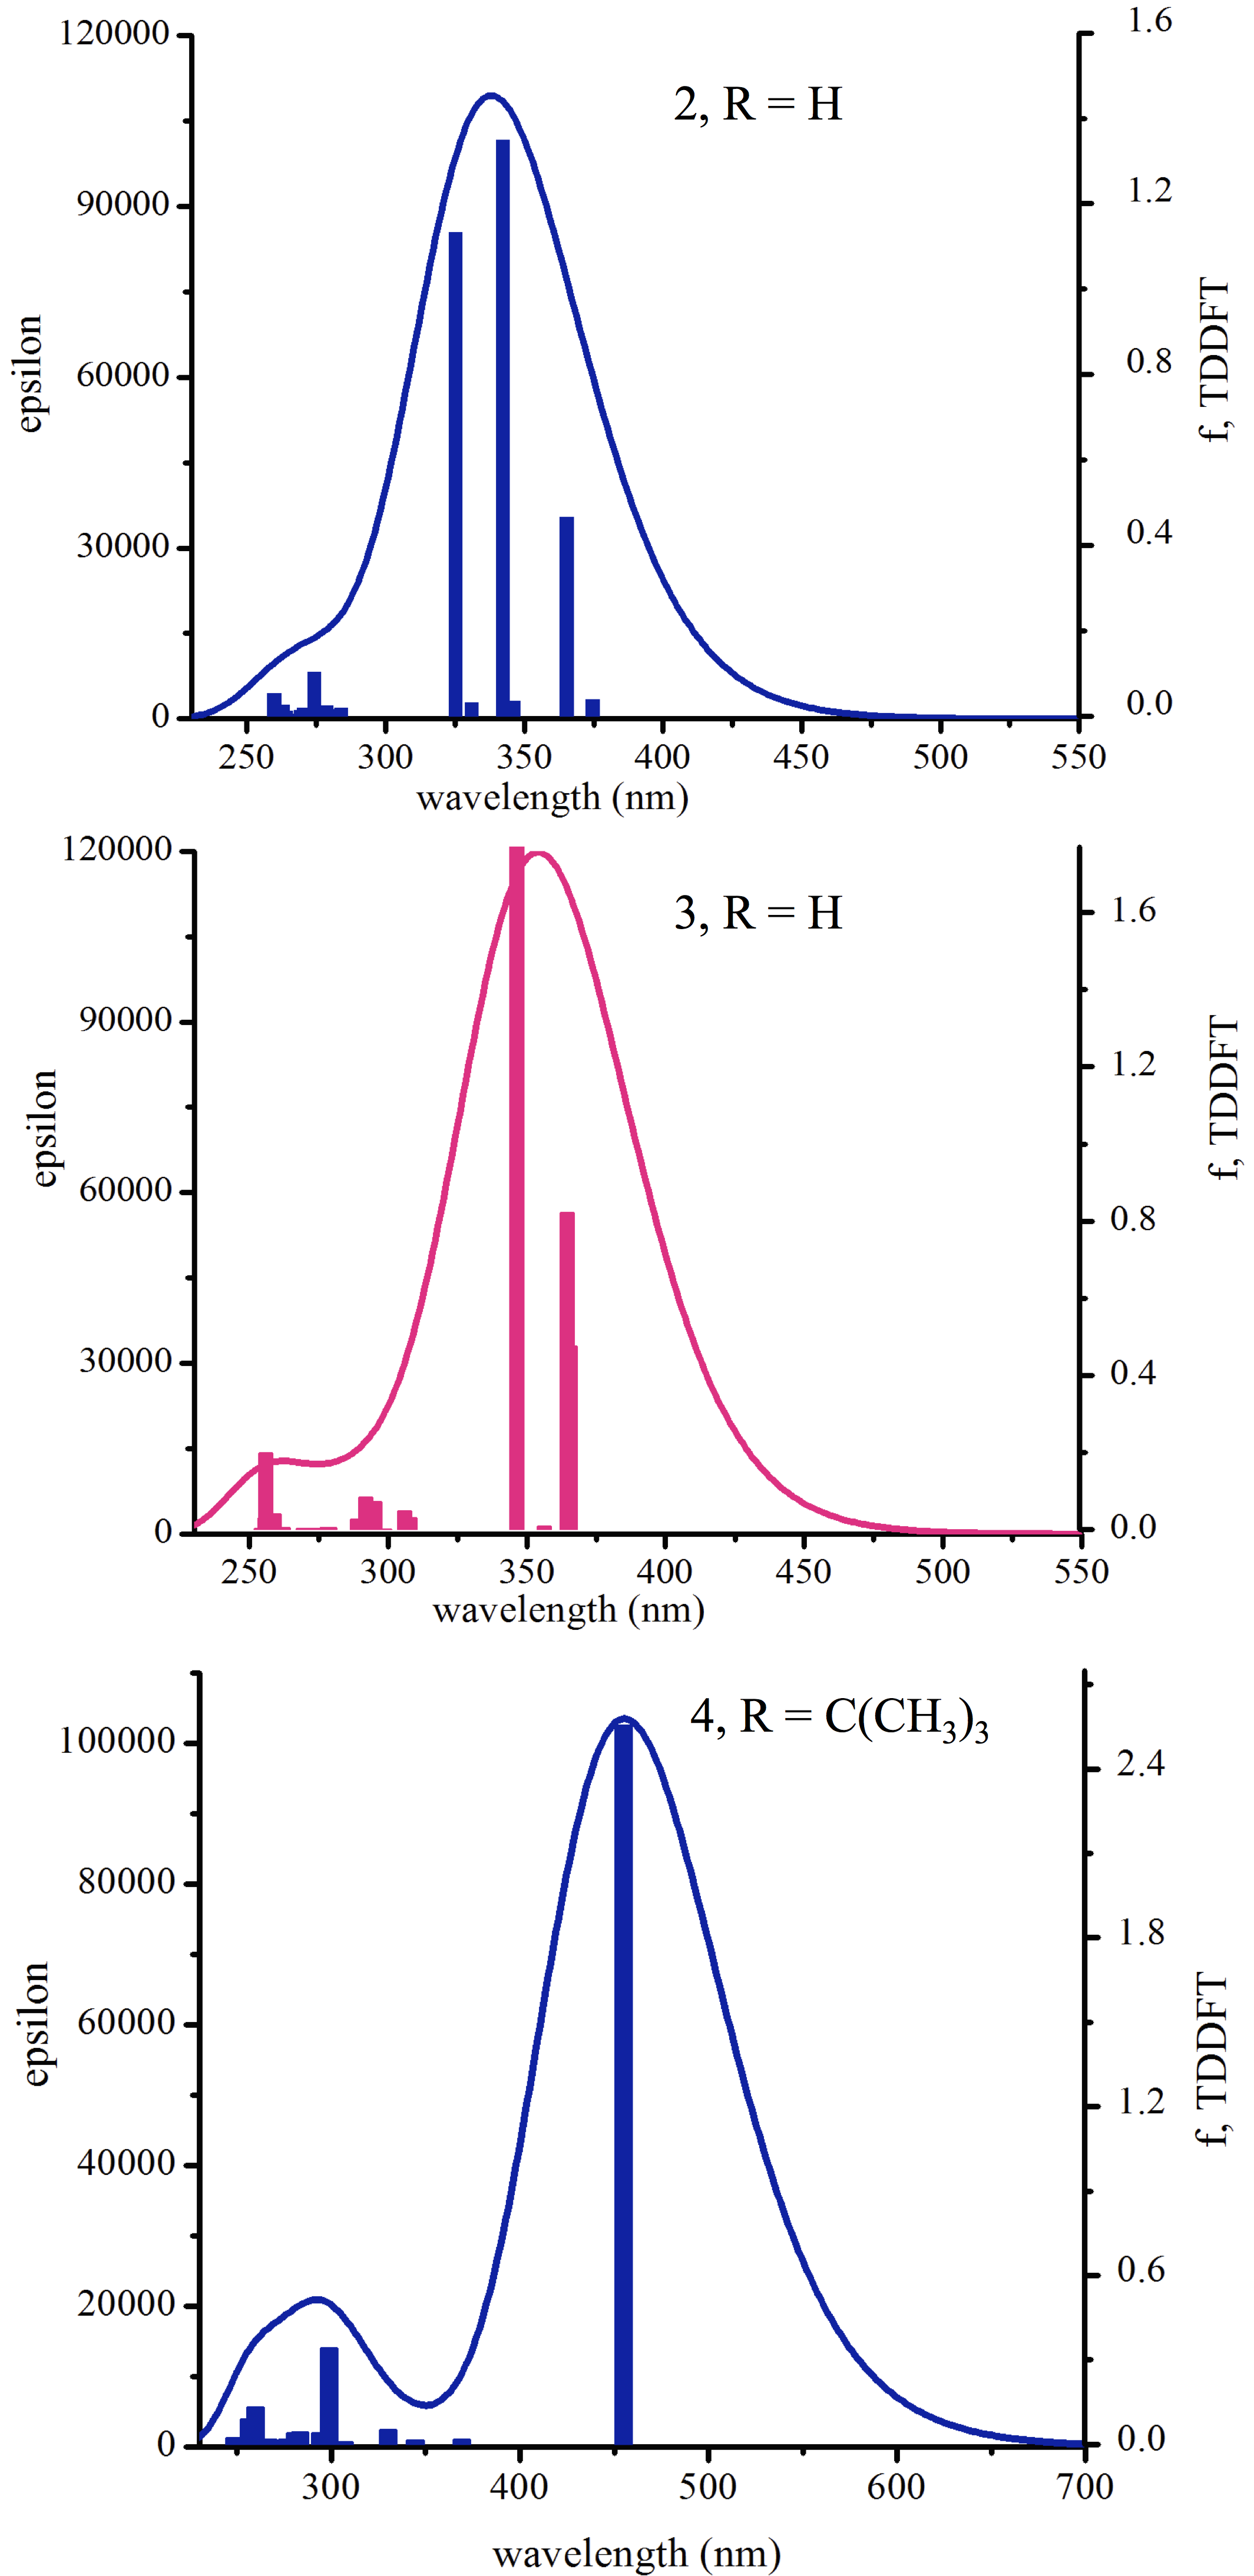 120000
90000
60000
30000
0
epsilon
2, R = H
1.6
1.2
0.8
0.4
0.0
f, TDDFT
250 300 350 400 450 500 550
wavelength (nm)
120000
90000
60000
30000
0
epsilon
3, R = H
1.6
1.2
0.8
0.4
0.0
f, TDDFT
250 300 350 400 450 500 550
wavelength (nm)
100000
80000
60000
40000
20000
0
epsilon
4, R = C(CH₃)₃
2.4
1.8
1.2
0.6
0.0
f, TDDFT
300 400 500 600 700
wavelength (nm)